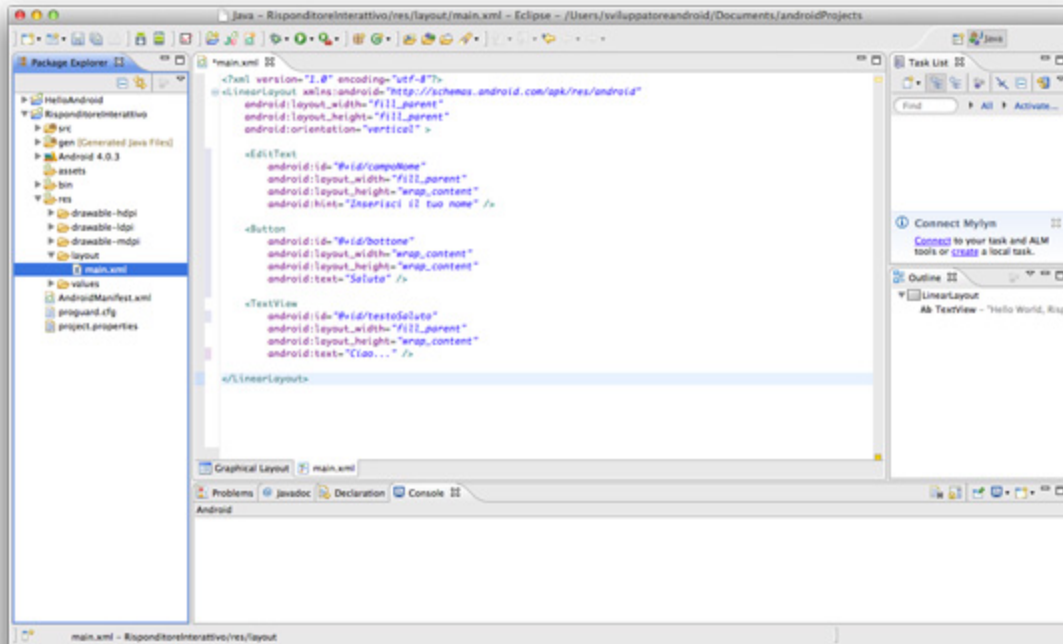 Java – RisponditoreInterattivo/res/layout/main.xml – Eclipse – /Users/sviluppatoreandroid/Documents/androidProjects
Java
Package Explorer
HelloAndroid
RisponditoreInterattivo
src
gen [Generated Java Files]
Android 4.0.3
assets
bin
res
drawable-hdpi
drawable-ldpi
drawable-mdpi
layout
main.xml
values
AndroidManifest.xml
proguard.cfg
project.properties
*main.xml
<?xml version="1.0" encoding="utf-8"?>
<LinearLayout xmlns:android="http://schemas.android.com/apk/res/android"
android:layout_width="fill_parent"
android:layout_height="fill_parent"
android:orientation="vertical" >
<EditText
android:id="@+id/campoNome"
android:layout_width="fill_parent"
android:layout_height="wrap_content"
android:hint="Inserisci il tuo nome" />
<Button
android:id="@+id/bottone"
android:layout_width="wrap_content"
android:layout_height="wrap_content"
android:text="Saluta" />
<TextView
android:id="@+id/testoSaluto"
android:layout_width="fill_parent"
android:layout_height="wrap_content"
android:text="Ciao..." />
</LinearLayout>
Graphical Layout
main.xml
Task List
Find
All
Activate...
Connect Mylyn
Connect to your task and ALM
tools or create a local task.
Outline
LinearLayout
Ab TextView – "Hello World, Ris
Problems
Javadoc
Declaration
Console
Android
main.xml – RisponditoreInterattivo/res/layout